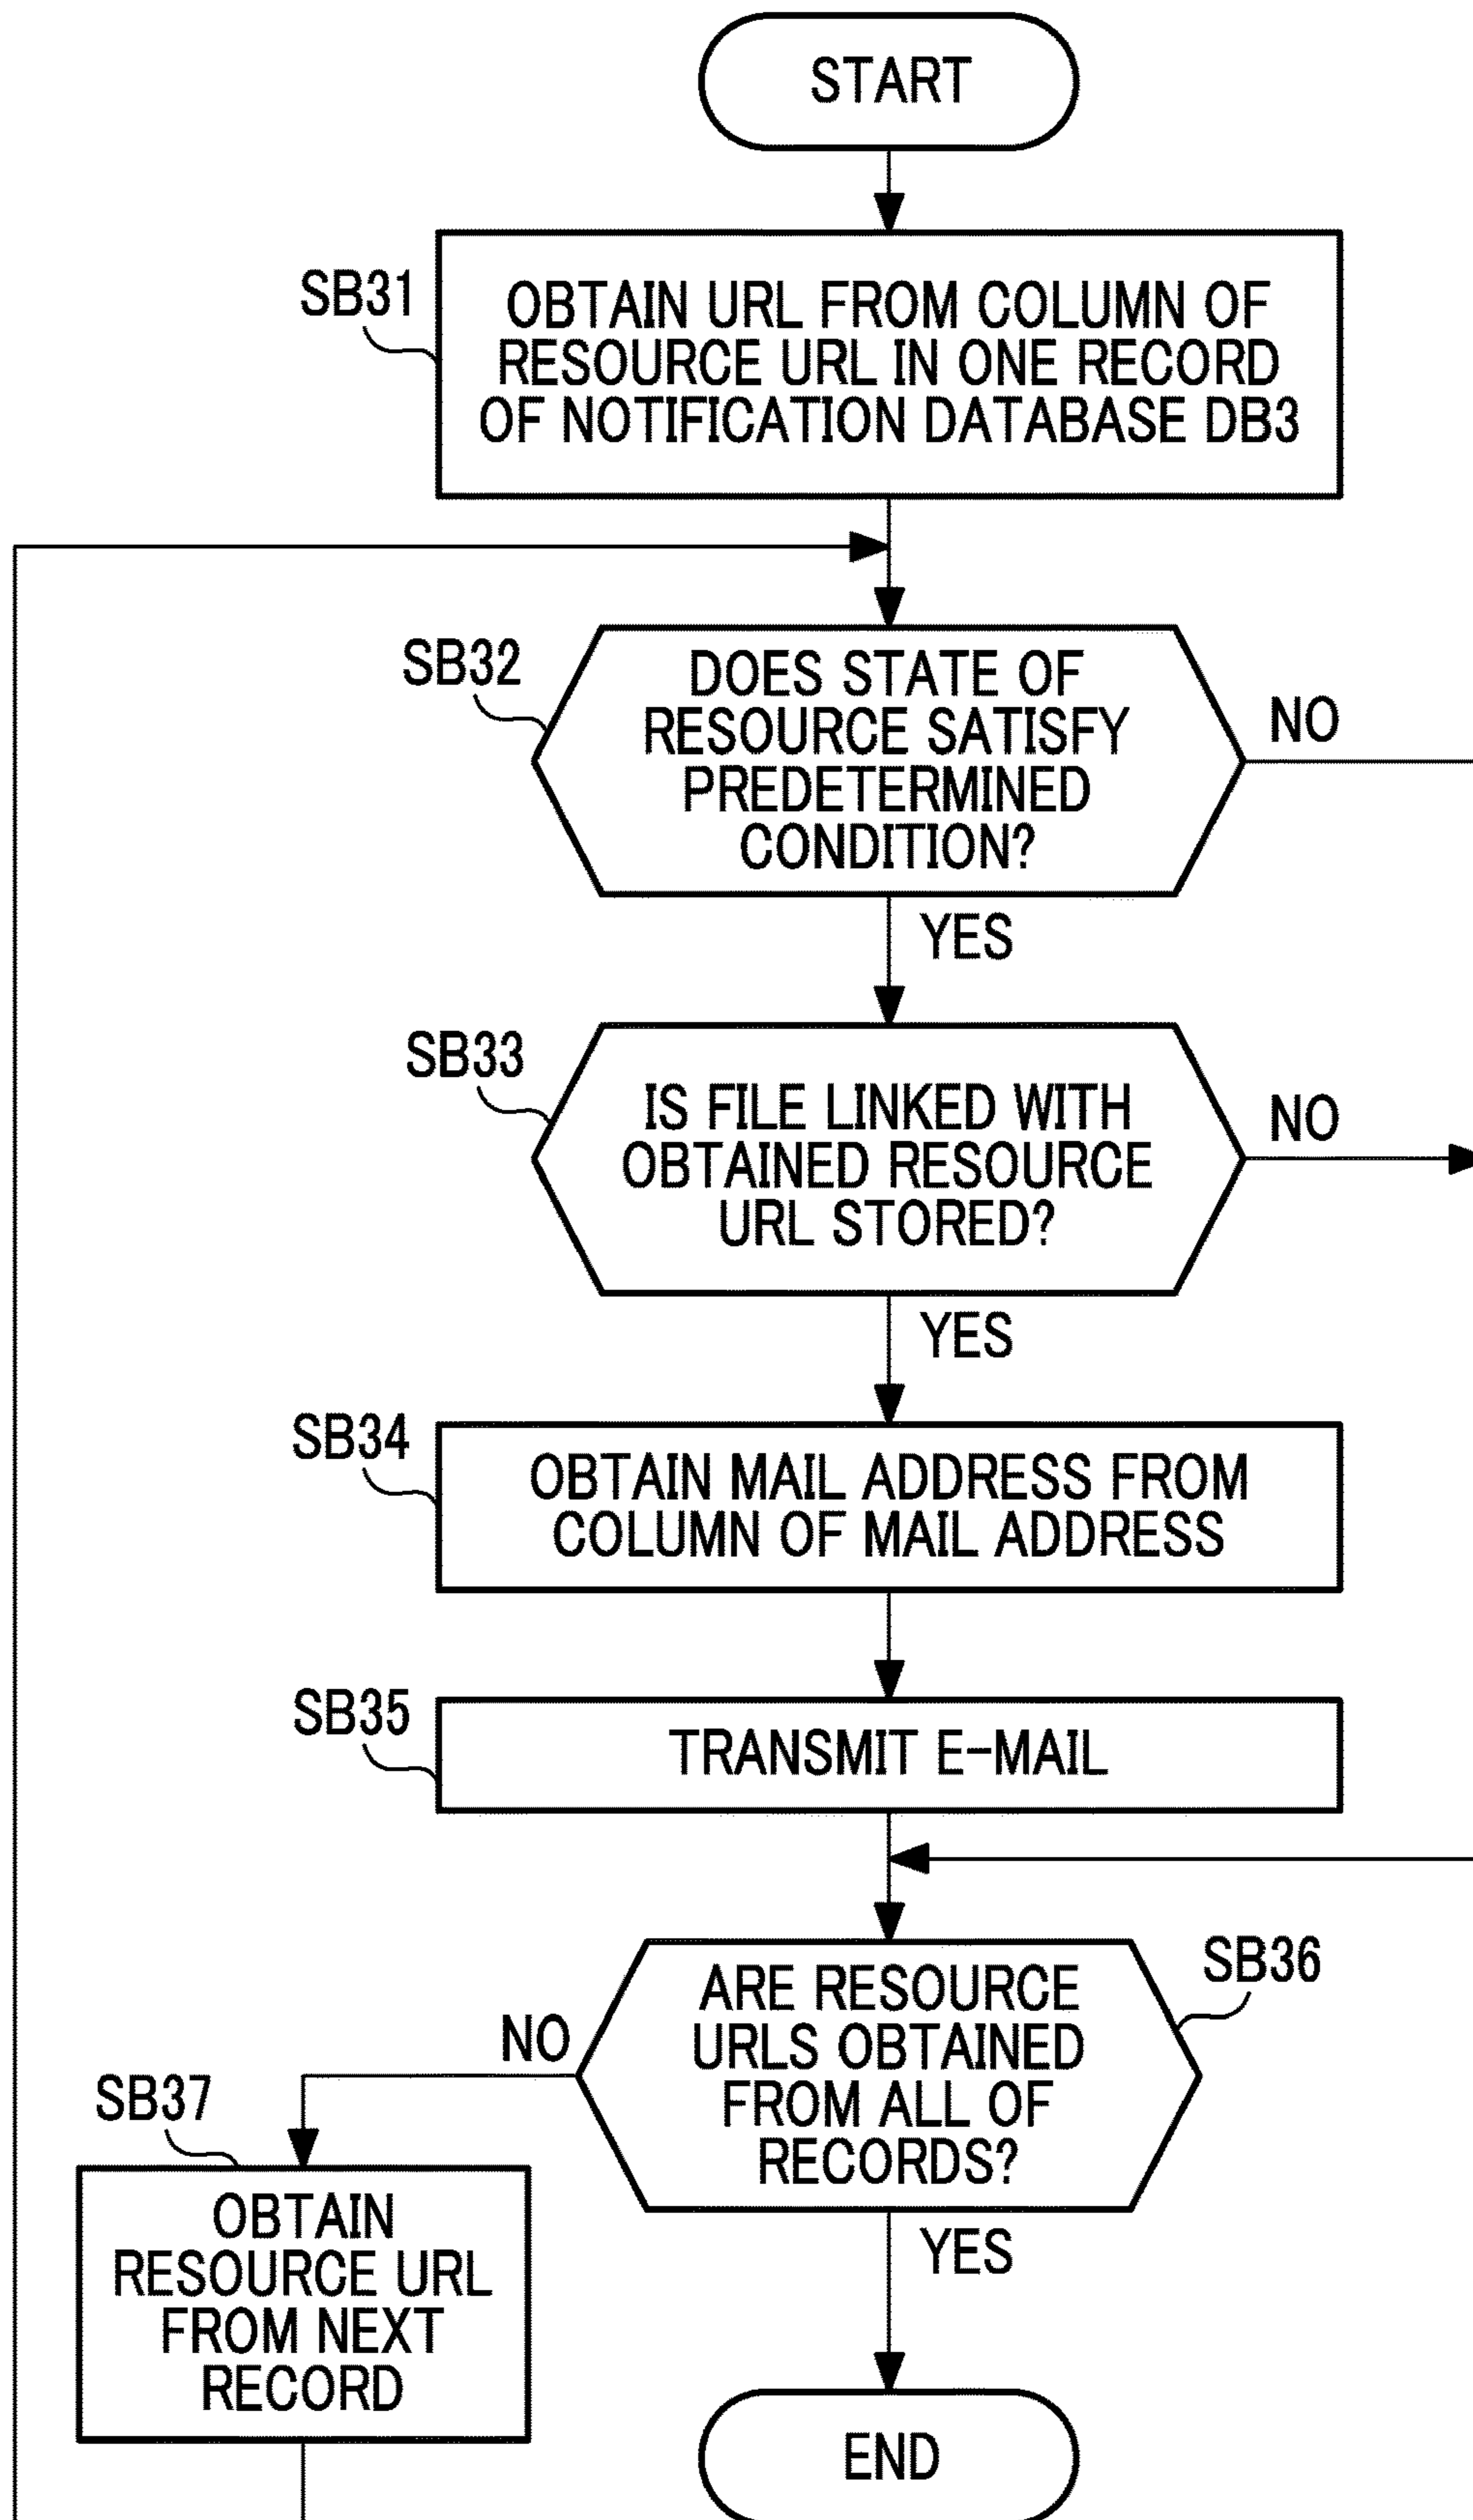 START
SB31
OBTAIN URL FROM COLUMN OF
RESOURCE URL IN ONE RECORD
OF NOTIFICATION DATABASE DB3
SB32
DOES STATE OF
RESOURCE SATISFY
PREDETERMINED
CONDITION?
NO
YES
SB33
IS FILE LINKED WITH
OBTAINED RESOURCE
URL STORED?
NO
YES
SB34
OBTAIN MAIL ADDRESS FROM
COLUMN OF MAIL ADDRESS
SB35
TRANSMIT E-MAIL
SB36
ARE RESOURCE
URLS OBTAINED
FROM ALL OF
RECORDS?
NO
SB37
OBTAIN
RESOURCE URL
FROM NEXT
RECORD
YES
END